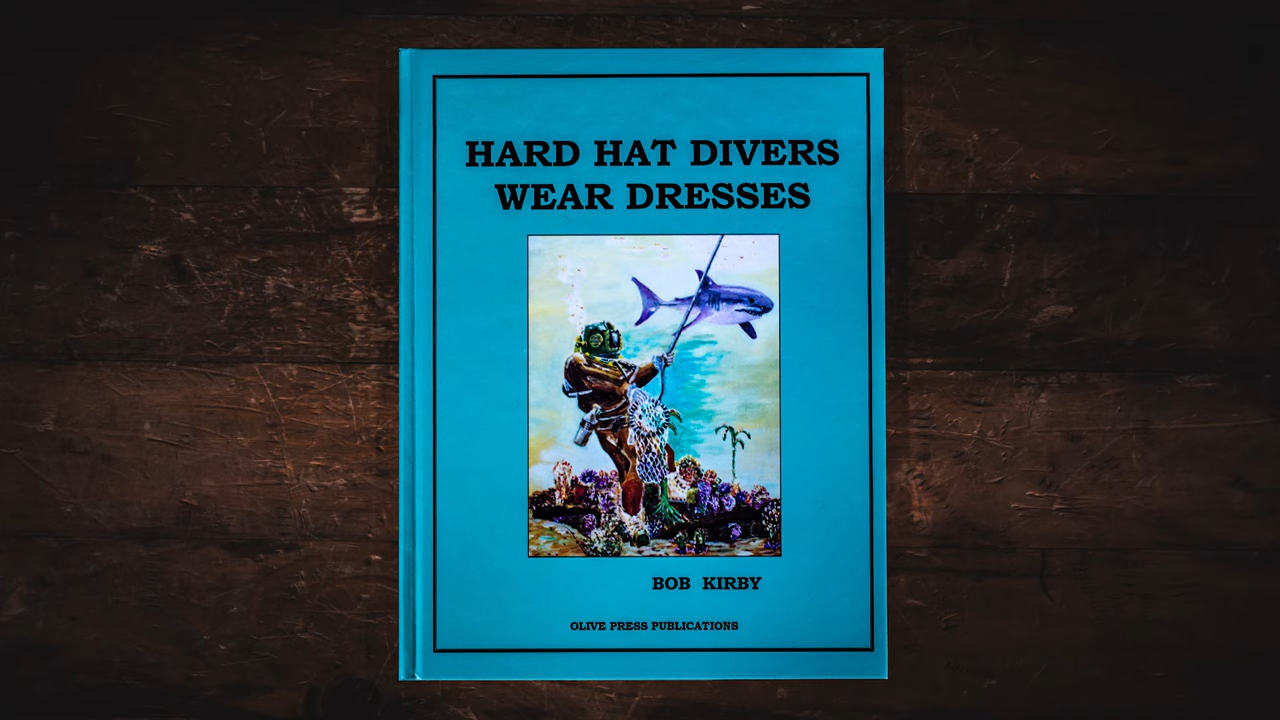 HARD HAT DIVERS
WEAR DRESSES
BOB KIRBY
OLIVE PRESS PUBLICATIONS